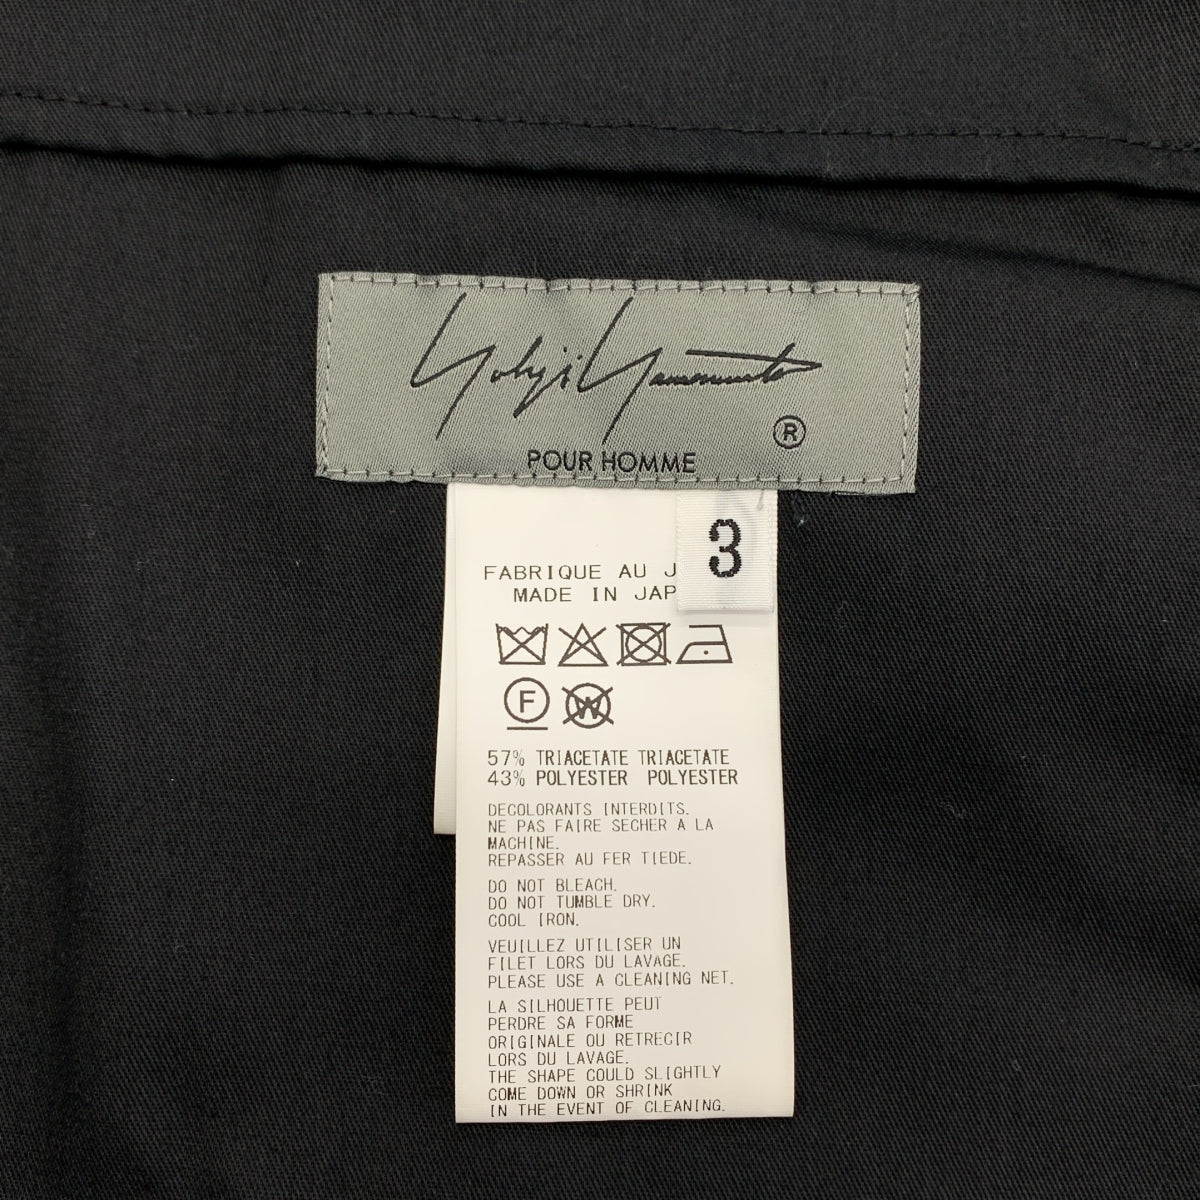 Yohji Yamamoto
®
POUR HOMME
3
FABRIQUE AU J
MADE IN JAP
F
W
57% TRIACETATE TRIACETATE
43% POLYESTER POLYESTER
DECOLORANTS INTERDITS.
NE PAS FAIRE SECHER A LA
MACHINE.
REPASSER AU FER TIEDE.
DO NOT BLEACH.
DO NOT TUMBLE DRY.
COOL IRON.
VEUILLEZ UTILISER UN
FILET LORS DU LAVAGE.
PLEASE USE A CLEANING NET.
LA SILHOUETTE PEUT
PERDRE SA FORME
ORIGINALE OU RETRECIR
LORS DU LAVAGE.
THE SHAPE COULD SLIGHTLY
COME DOWN OR SHRINK
IN THE EVENT OF CLEANING.